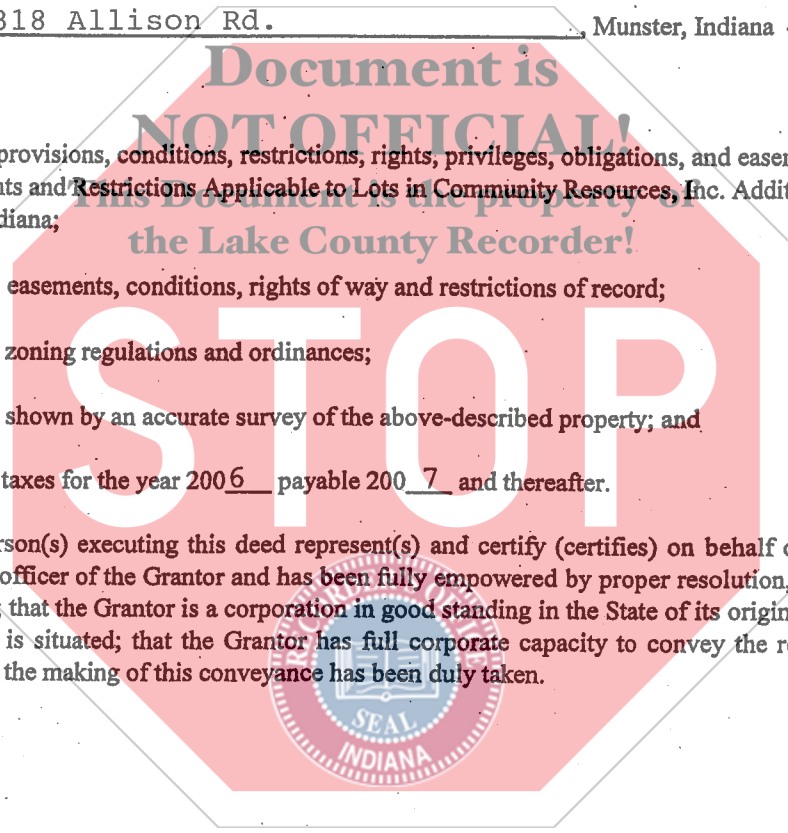 318 Allison Rd. , Munster, Indiana
Document is
NOT OFFICIAL!
provisions, conditions, restrictions, rights, privileges, obligations, and easem
nts and Restrictions Applicable to Lots in Community Resources, Inc. Addit
This Document is the property of
diana;
the Lake County Recorder!
easements, conditions, rights of way and restrictions of record;
STOP
zoning regulations and ordinances;
shown by an accurate survey of the above-described property; and
taxes for the year 2006 payable 2007 and thereafter.
rson(s) executing this deed represent(s) and certify (certifies) on behalf o
officer of the Grantor and has been fully empowered by proper resolution,
; that the Grantor is a corporation in good standing in the State of its origin
is situated; that the Grantor has full corporate capacity to convey the re
the making of this conveyance has been duly taken.
SEAL
INDIANA